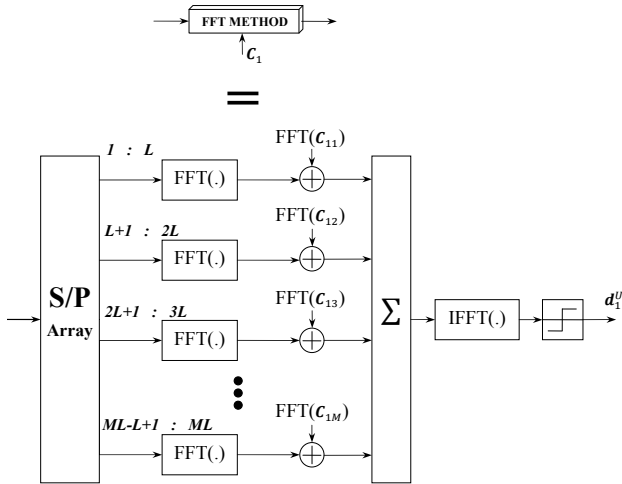 FFT METHOD
C₁
=
1 : L
FFT(C₁₁)
FFT(.)
L+1 : 2L
FFT(C₁₂)
FFT(.)
S/P
Array
2L+1 : 3L
FFT(C₁₃)
FFT(.)
Σ
IFFT(.)
d₁ᵁ
ML-L+1 : ML
FFT(C₁M)
FFT(.)